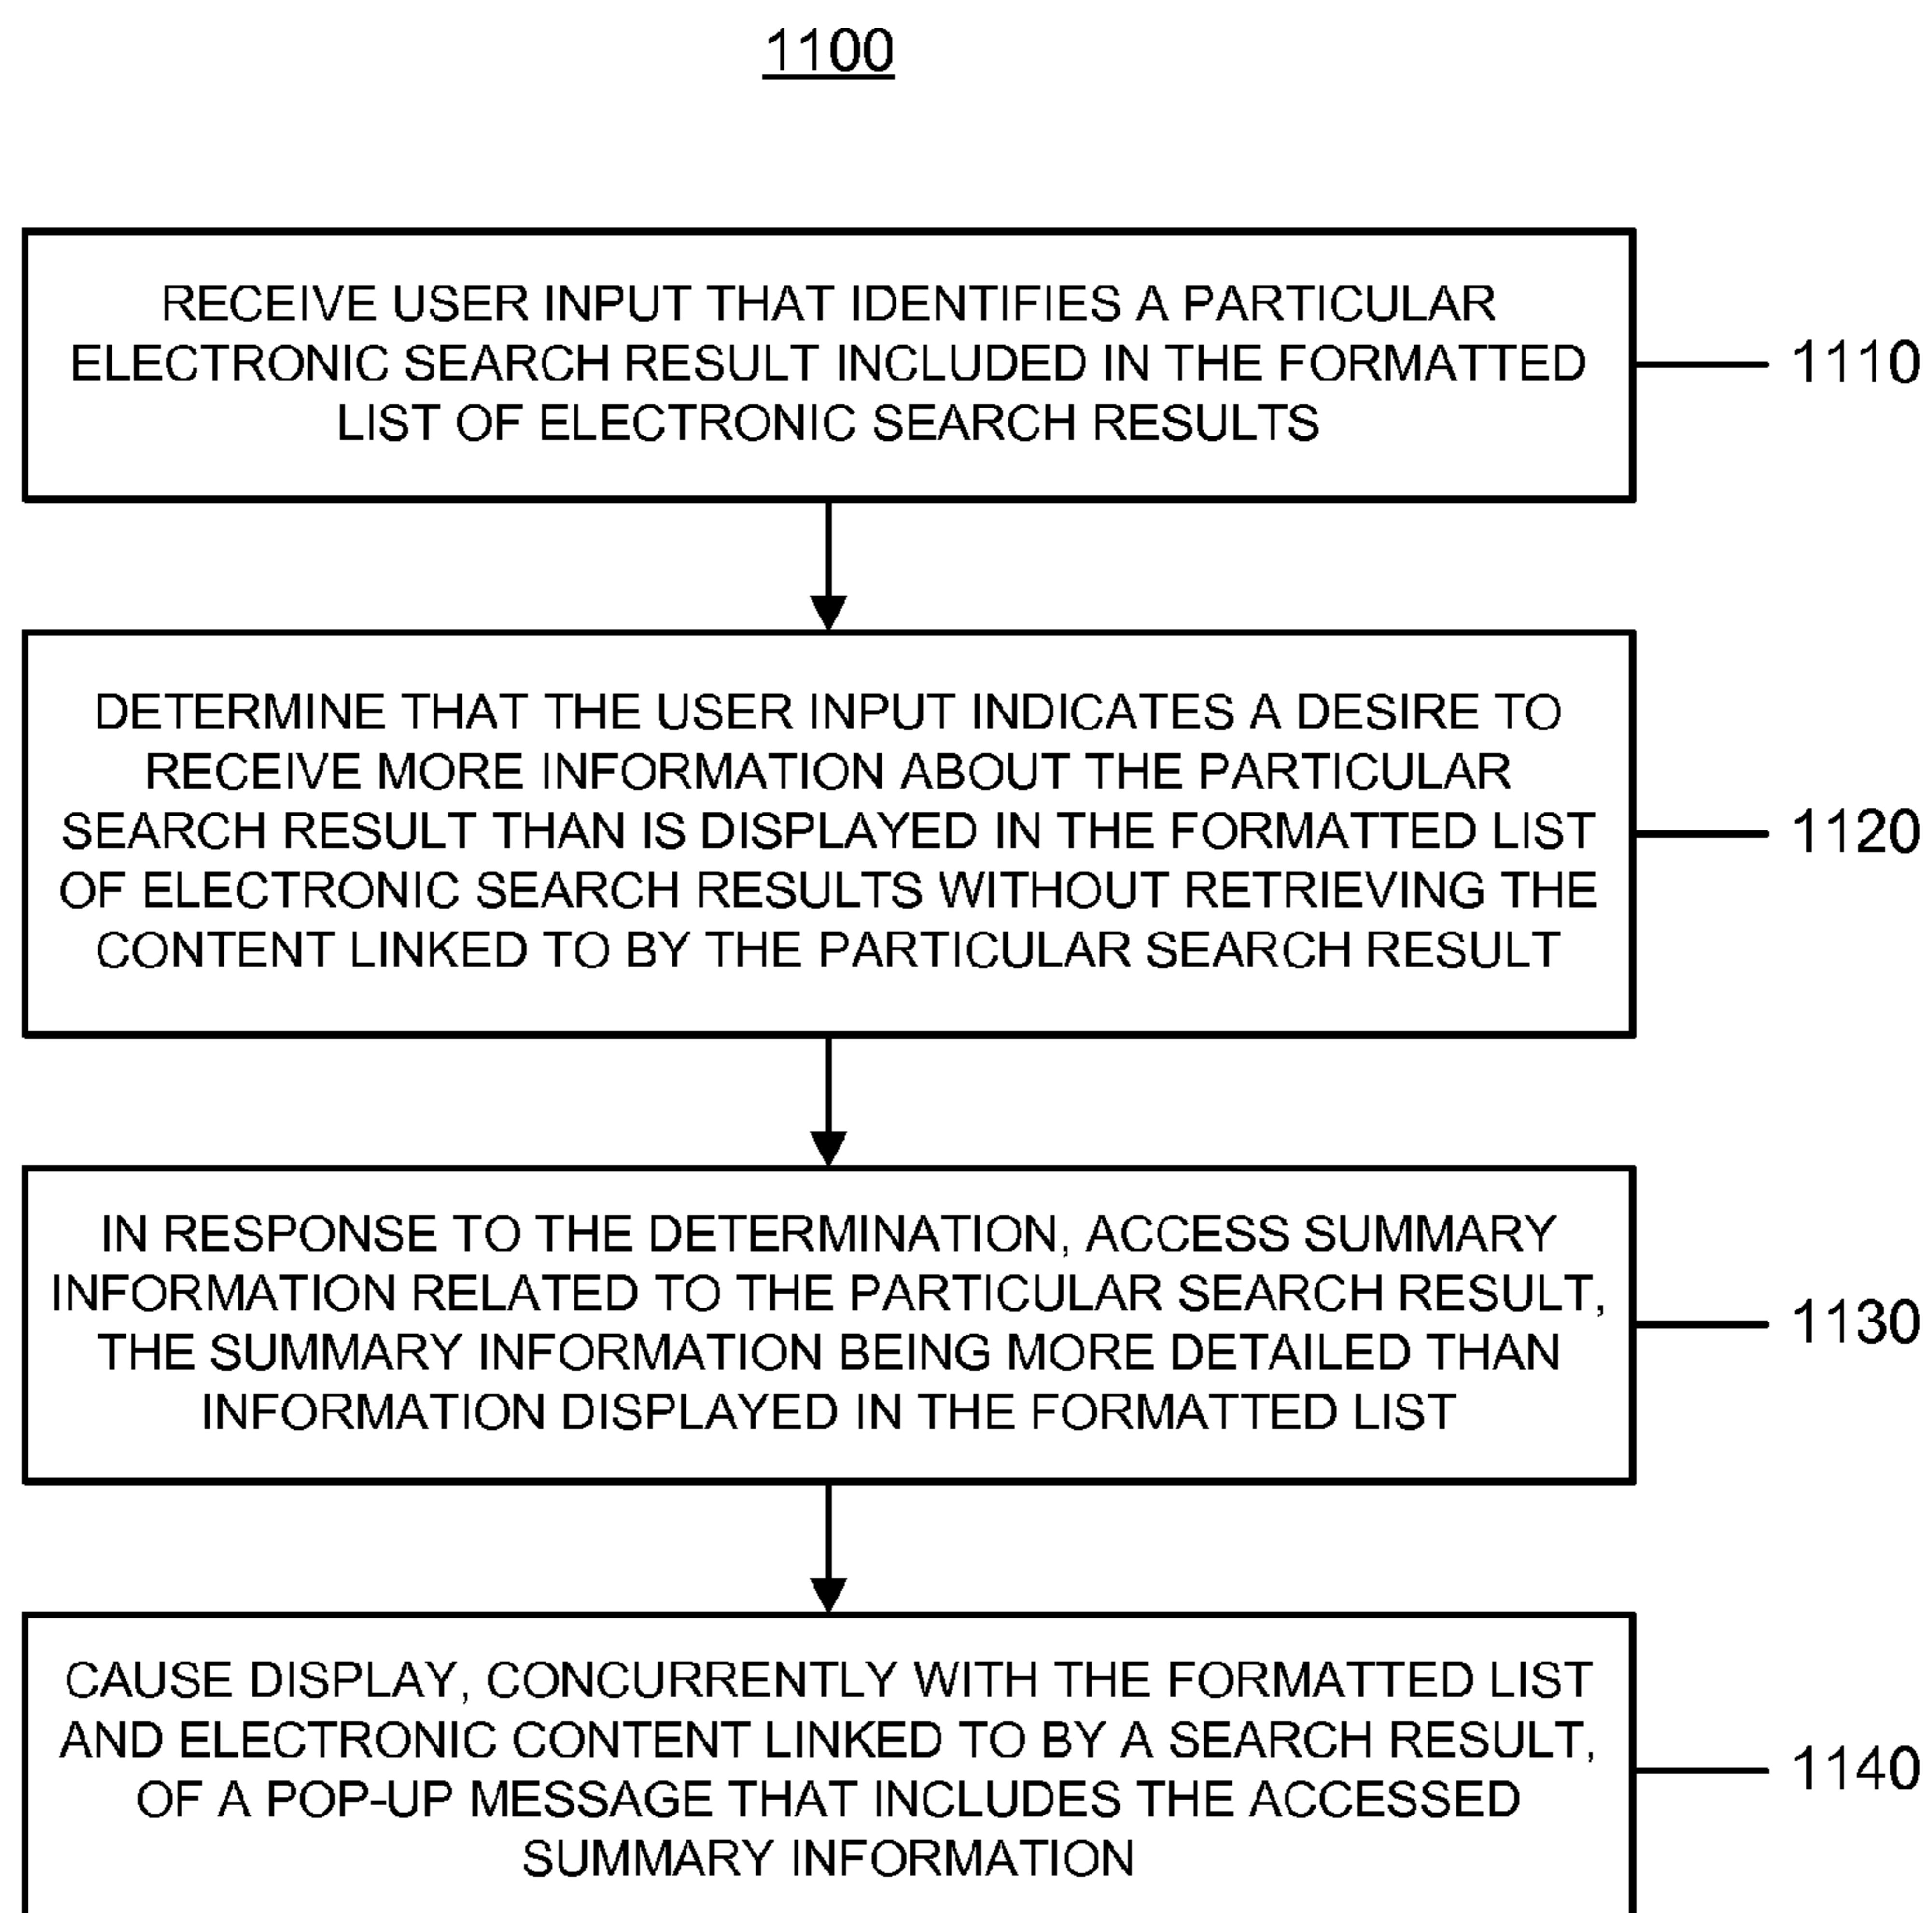 1100
RECEIVE USER INPUT THAT IDENTIFIES A PARTICULAR
ELECTRONIC SEARCH RESULT INCLUDED IN THE FORMATTED
LIST OF ELECTRONIC SEARCH RESULTS
1110
DETERMINE THAT THE USER INPUT INDICATES A DESIRE TO
RECEIVE MORE INFORMATION ABOUT THE PARTICULAR
SEARCH RESULT THAN IS DISPLAYED IN THE FORMATTED LIST
OF ELECTRONIC SEARCH RESULTS WITHOUT RETRIEVING THE
CONTENT LINKED TO BY THE PARTICULAR SEARCH RESULT
1120
IN RESPONSE TO THE DETERMINATION, ACCESS SUMMARY
INFORMATION RELATED TO THE PARTICULAR SEARCH RESULT,
THE SUMMARY INFORMATION BEING MORE DETAILED THAN
INFORMATION DISPLAYED IN THE FORMATTED LIST
1130
CAUSE DISPLAY, CONCURRENTLY WITH THE FORMATTED LIST
AND ELECTRONIC CONTENT LINKED TO BY A SEARCH RESULT,
OF A POP-UP MESSAGE THAT INCLUDES THE ACCESSED
SUMMARY INFORMATION
1140